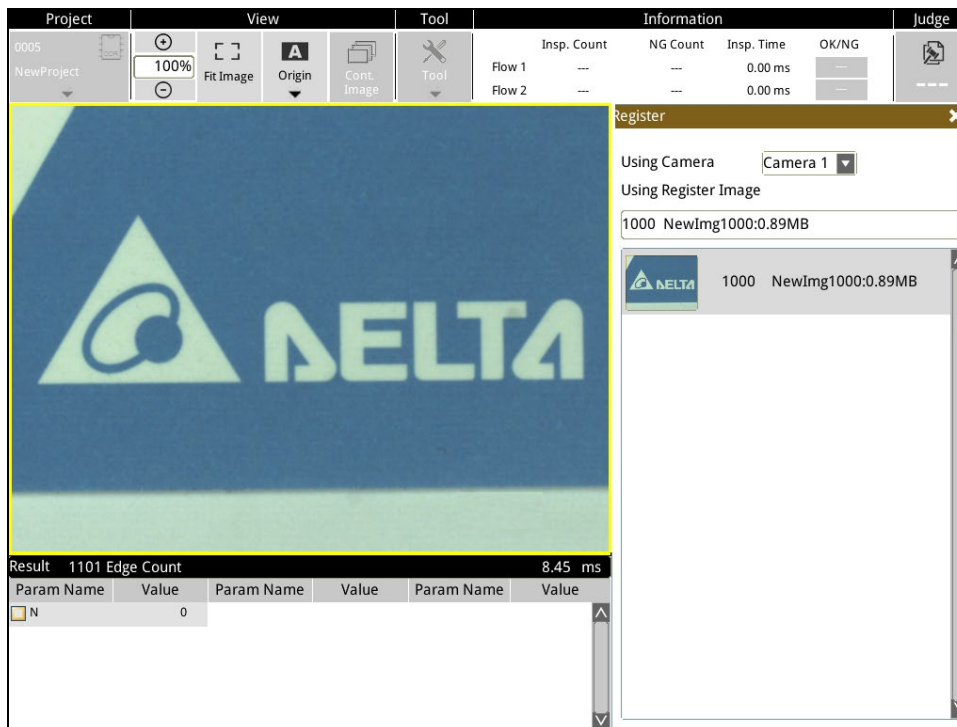 Project View Tool Information Judge
0005
NewProject
100%
Fit Image
A
Origin
Cont.
Image
Tool
Insp. Count NG Count Insp. Time OK/NG
Flow 1 --- --- 0.00 ms ---
Flow 2 --- --- 0.00 ms ---
---
DELTA
Register
Using Camera Camera 1
Using Register Image
1000 NewImg1000:0.89MB
DELTA 1000 NewImg1000:0.89MB
Result 1101 Edge Count 8.45 ms
Param Name Value Param Name Value Param Name Value
N 0